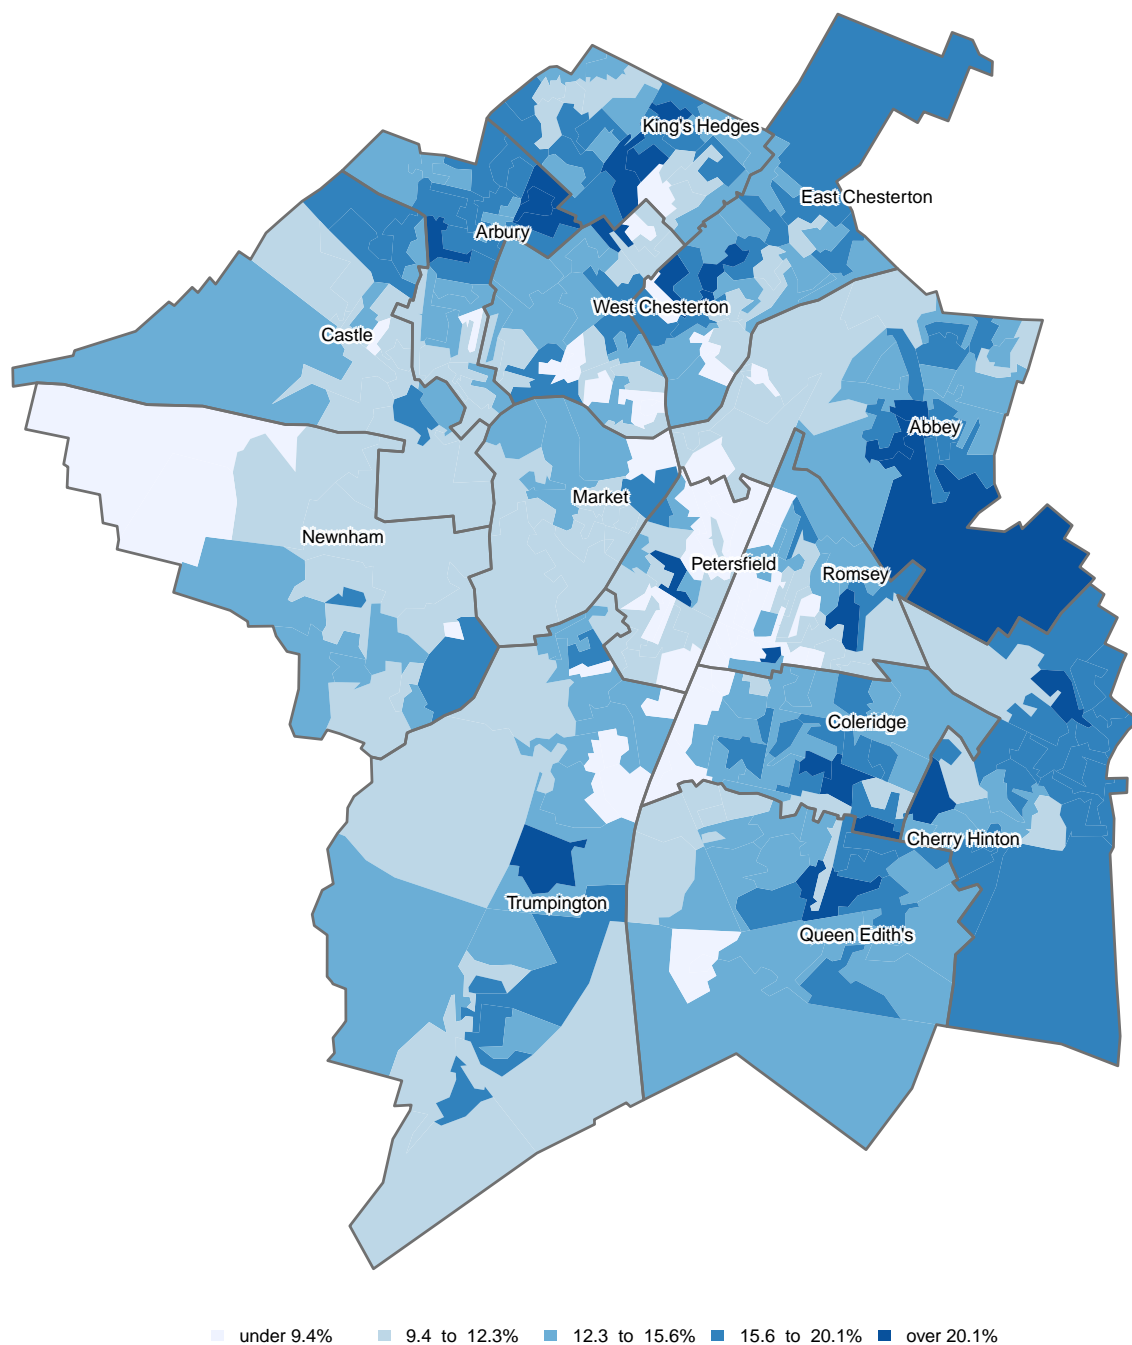 King's Hedges
East Chesterton
Arbury
West Chesterton
Castle
Abbey
Market
Newnham
Petersfield
Romsey
Coleridge
Cherry Hinton
Trumpington
Queen Edith's
under 9.4% 9.4 to 12.3% 12.3 to 15.6% 15.6 to 20.1% over 20.1%